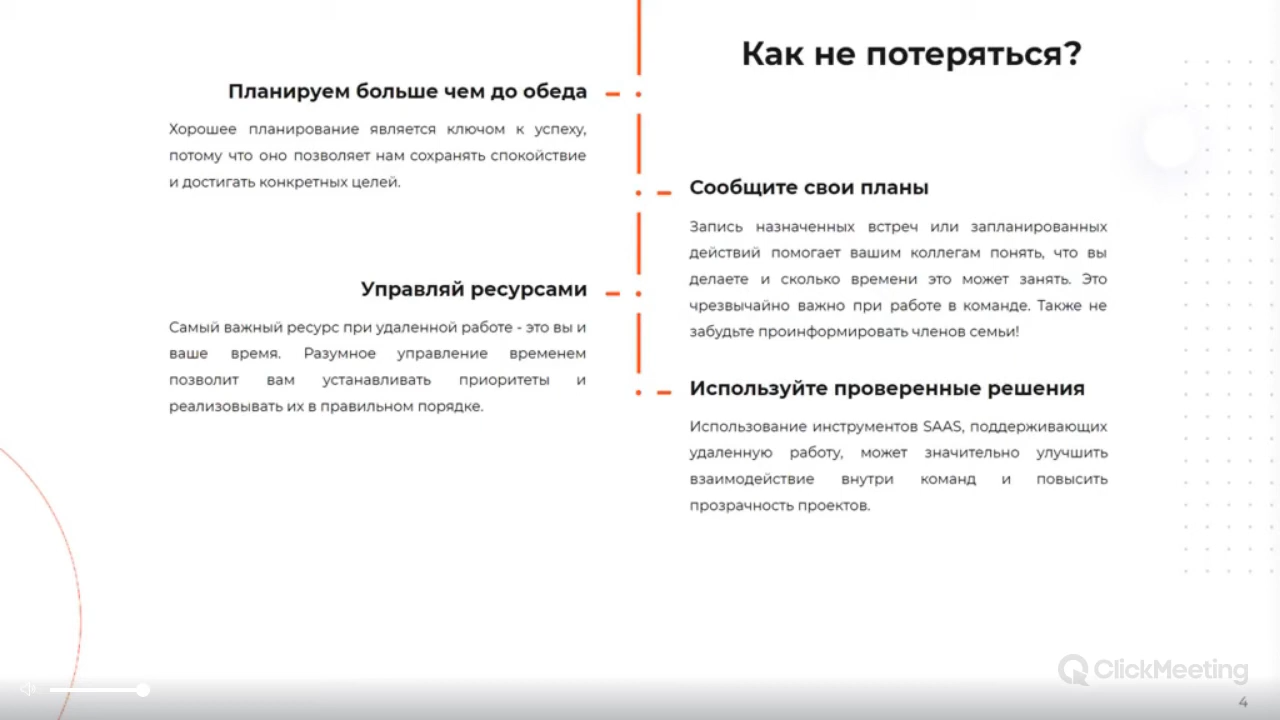 Как не потеряться?
Планируем больше чем до обеда
Хорошее планирование является ключом к успеху,
потому что оно позволяет нам сохранять спокойствие
и достигать конкретных целей.
Сообщите свои планы
Запись назначенных встреч или запланированных
действий помогает вашим коллегам понять, что вы
делаете и сколько времени это может занять. Это
чрезвычайно важно при работе в команде. Также не
забудьте проинформировать членов семьи!
Управляй ресурсами
Самый важный ресурс при удаленной работе - это вы и
ваше время. Разумное управление временем
позволит вам устанавливать приоритеты и
реализовывать их в правильном порядке.
Используйте проверенные решения
Использование инструментов SAAS, поддерживающих
удаленную работу, может значительно улучшить
взаимодействие внутри команд и повысить
прозрачность проектов.
ClickMeeting
4